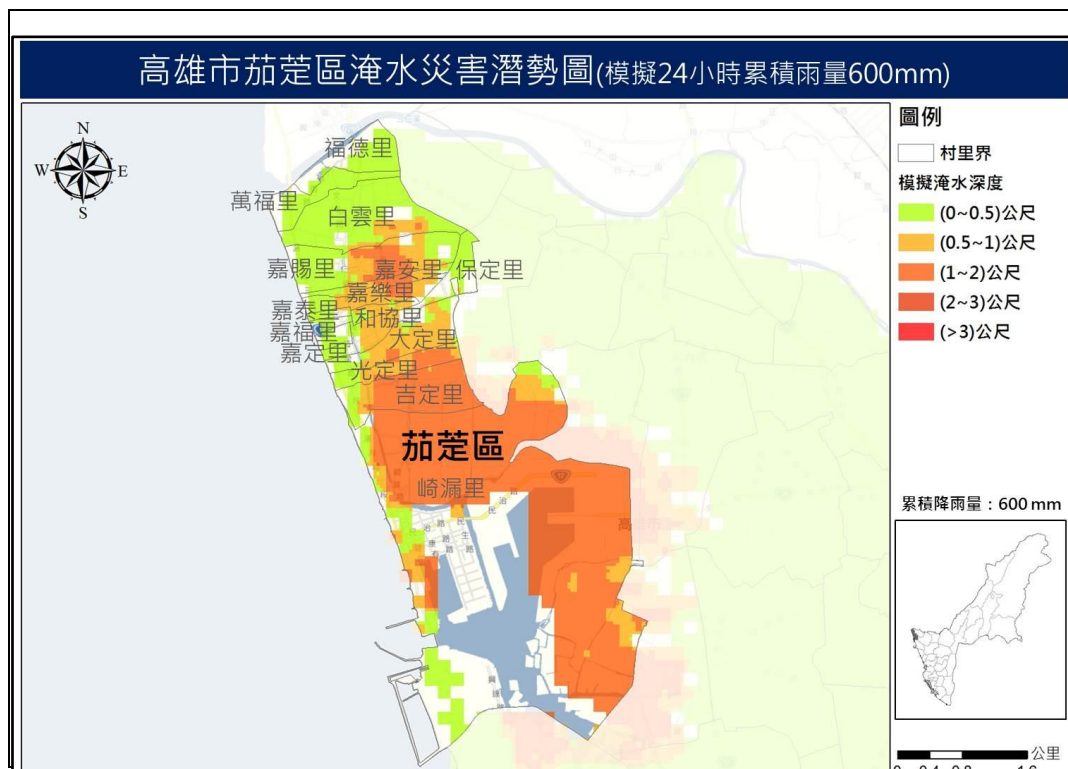 高雄市茄萣區淹水災害潛勢圖(模擬24小時累積雨量600mm)
N
W
E
S
福德里
萬福里
白雲里
嘉賜里
嘉安里
保定里
嘉樂里
嘉泰里
和協里
嘉福里
大定里
嘉定里
光定里
吉定里
茄萣區
崎漏里
圖例
村里界
模擬淹水深度
(0~0.5)公尺
(0.5~1)公尺
(1~2)公尺
(2~3)公尺
(>3)公尺
累積降雨量：600 mm
公里